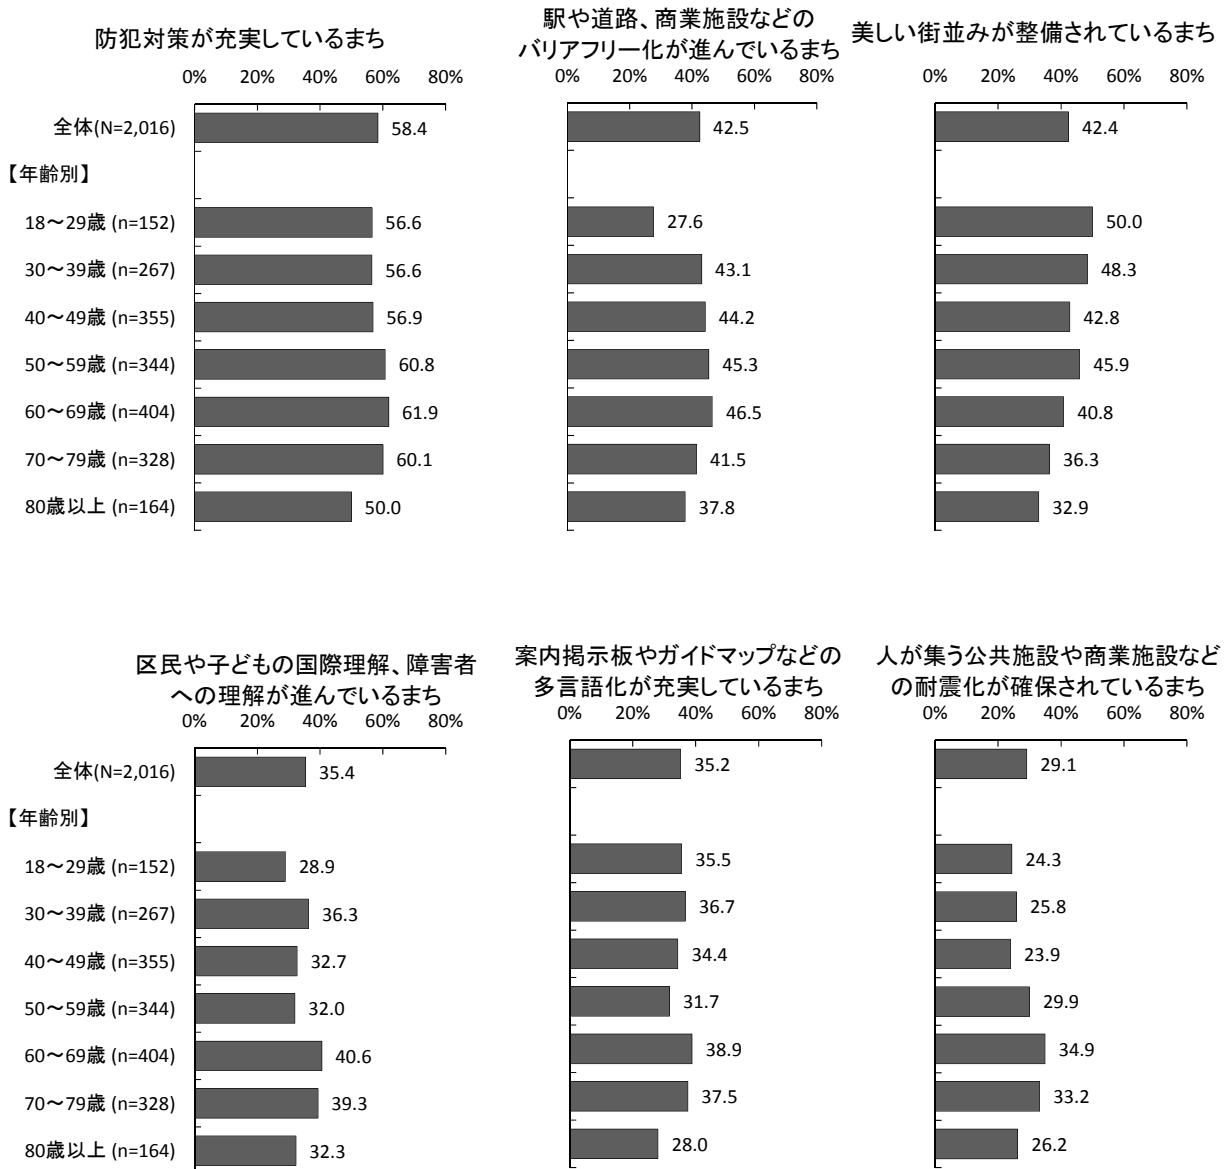 防犯対策が充実しているまち
0% 20% 40% 60% 80%
全体(N=2,016) 58.4
【年齢別】
18～29歳 (n=152) 56.6
30～39歳 (n=267) 56.6
40～49歳 (n=355) 56.9
50～59歳 (n=344) 60.8
60～69歳 (n=404) 61.9
70～79歳 (n=328) 60.1
80歳以上 (n=164) 50.0
駅や道路、商業施設などの
バリアフリー化が進んでいるまち
0% 20% 40% 60% 80%
42.5
27.6
43.1
44.2
45.3
46.5
41.5
37.8
美しい街並みが整備されているまち
0% 20% 40% 60% 80%
42.4
50.0
48.3
42.8
45.9
40.8
36.3
32.9
区民や子どもの国際理解、障害者
への理解が進んでいるまち
0% 20% 40% 60% 80%
全体(N=2,016) 35.4
【年齢別】
18～29歳 (n=152) 28.9
30～39歳 (n=267) 36.3
40～49歳 (n=355) 32.7
50～59歳 (n=344) 32.0
60～69歳 (n=404) 40.6
70～79歳 (n=328) 39.3
80歳以上 (n=164) 32.3
案内掲示板やガイドマップなどの
多言語化が充実しているまち
0% 20% 40% 60% 80%
35.2
35.5
36.7
34.4
31.7
38.9
37.5
28.0
人が集う公共施設や商業施設など
の耐震化が確保されているまち
0% 20% 40% 60% 80%
29.1
24.3
25.8
23.9
29.9
34.9
33.2
26.2